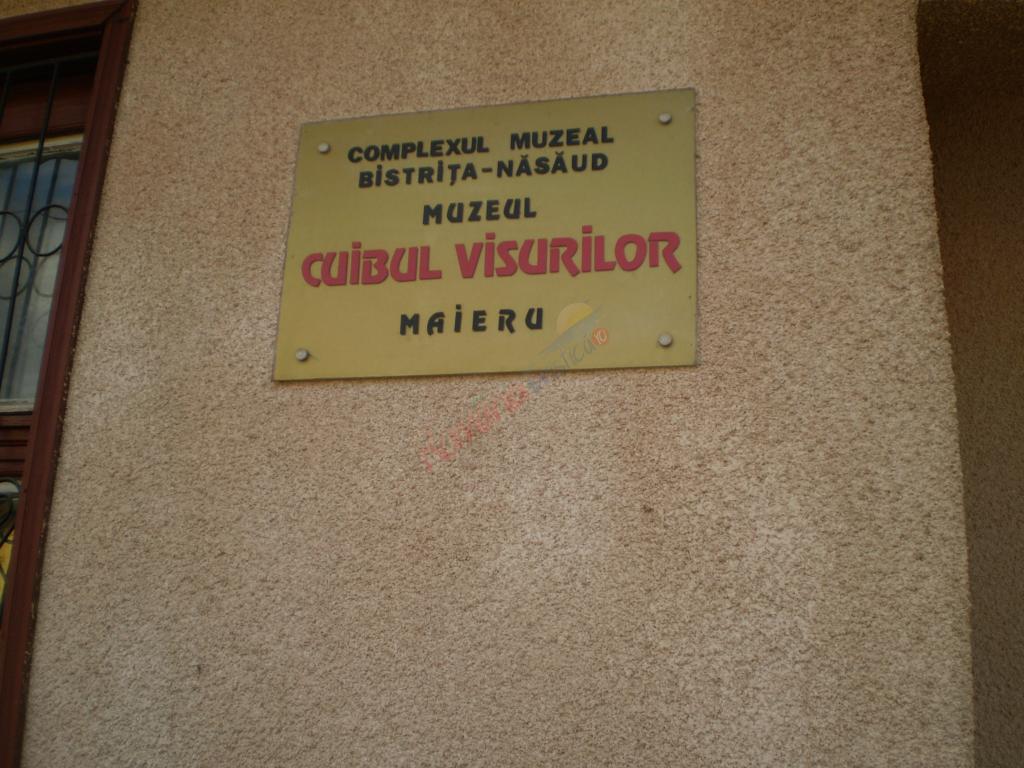 COMPLEXUL MUZEAL
BISTRIȚA-NĂSĂUD
MUZEUL
CUIBUL VISURILOR
MAIERU